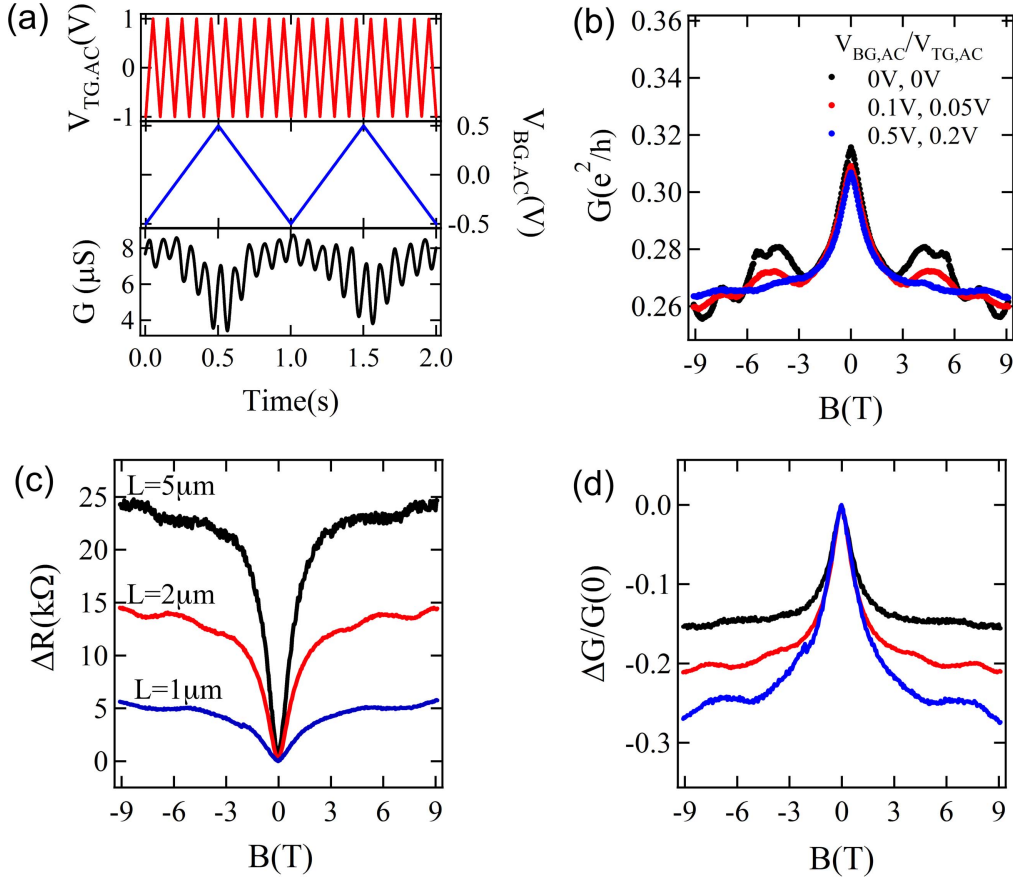 (a)
V_TG.AC(V)
1
0
-1
V_BG.AC(V)
0.5
0.0
-0.5
G (μS)
8
6
4
0.0 0.5 1.0 1.5 2.0
Time(s)
(b)
G(e²/h)
0.36
0.34
0.32
0.30
0.28
0.26
V_BG,AC/V_TG,AC
0V, 0V
0.1V, 0.05V
0.5V, 0.2V
-9 -6 -3 0 3 6 9
B(T)
(c)
ΔR(kΩ)
25
20
15
10
5
0
L=5μm
L=2μm
L=1μm
-9 -6 -3 0 3 6 9
B(T)
(d)
ΔG/G(0)
0.0
-0.1
-0.2
-0.3
-9 -6 -3 0 3 6 9
B(T)